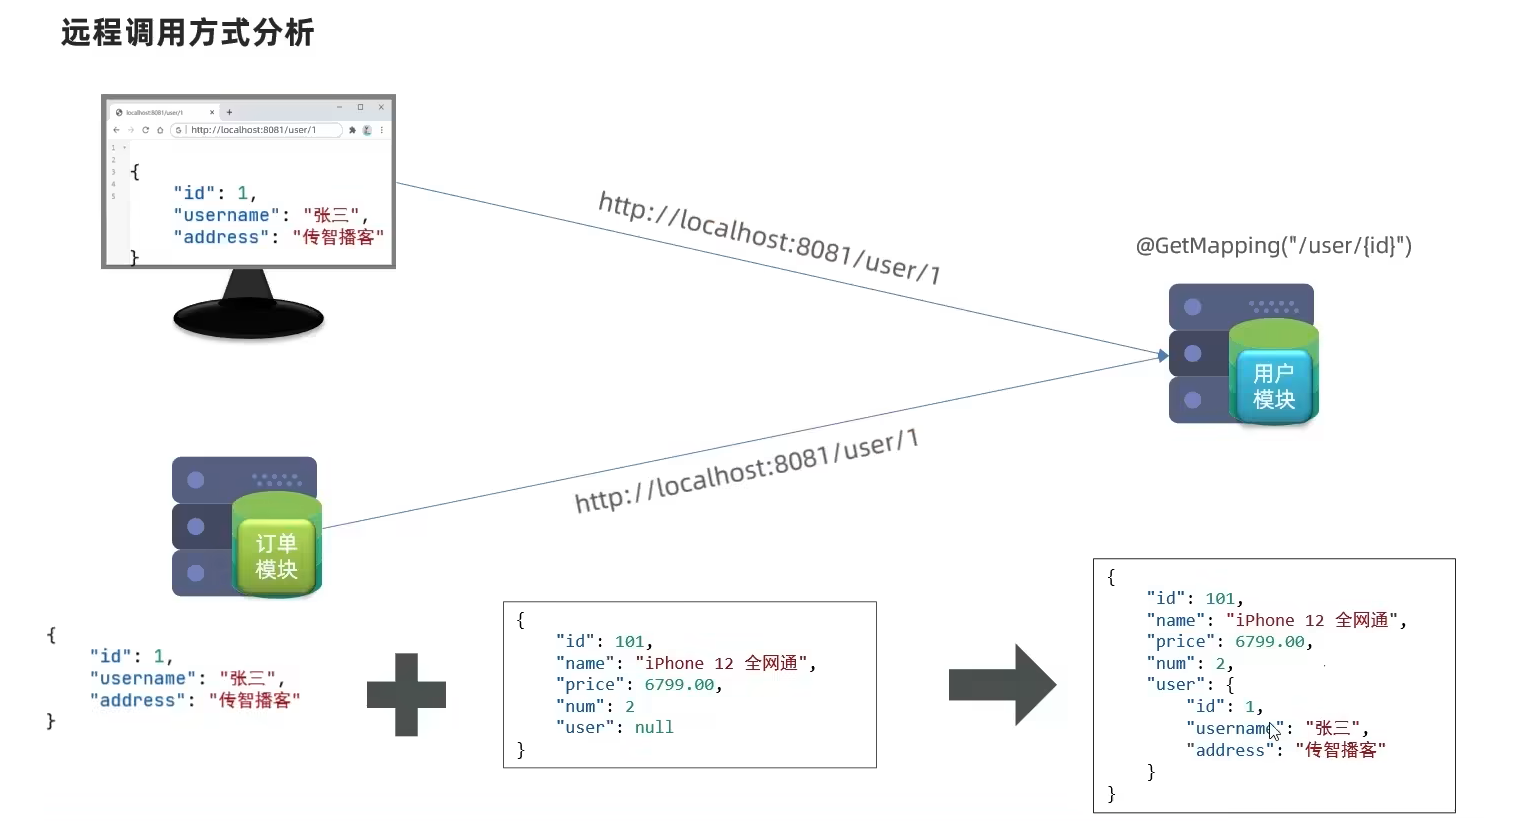 远程调用方式分析
localhost:8081/user/1
http://localhost:8081/user/1
1
2
3
4
5
{
"id": 1,
"username": "张三",
"address": "传智播客"
}
http://localhost:8081/user/1
@GetMapping("/user/{id}")
用户
模块
http://localhost:8081/user/1
订单
模块
{
"id": 1,
"username": "张三",
"address": "传智播客"
}
{
"id": 101,
"name": "iPhone 12 全网通",
"price": 6799.00,
"num": 2
"user": null
}
{
"id": 101,
"name": "iPhone 12 全网通",
"price": 6799.00,
"num": 2,
"user": {
"id": 1,
"username": "张三",
"address": "传智播客"
}
}